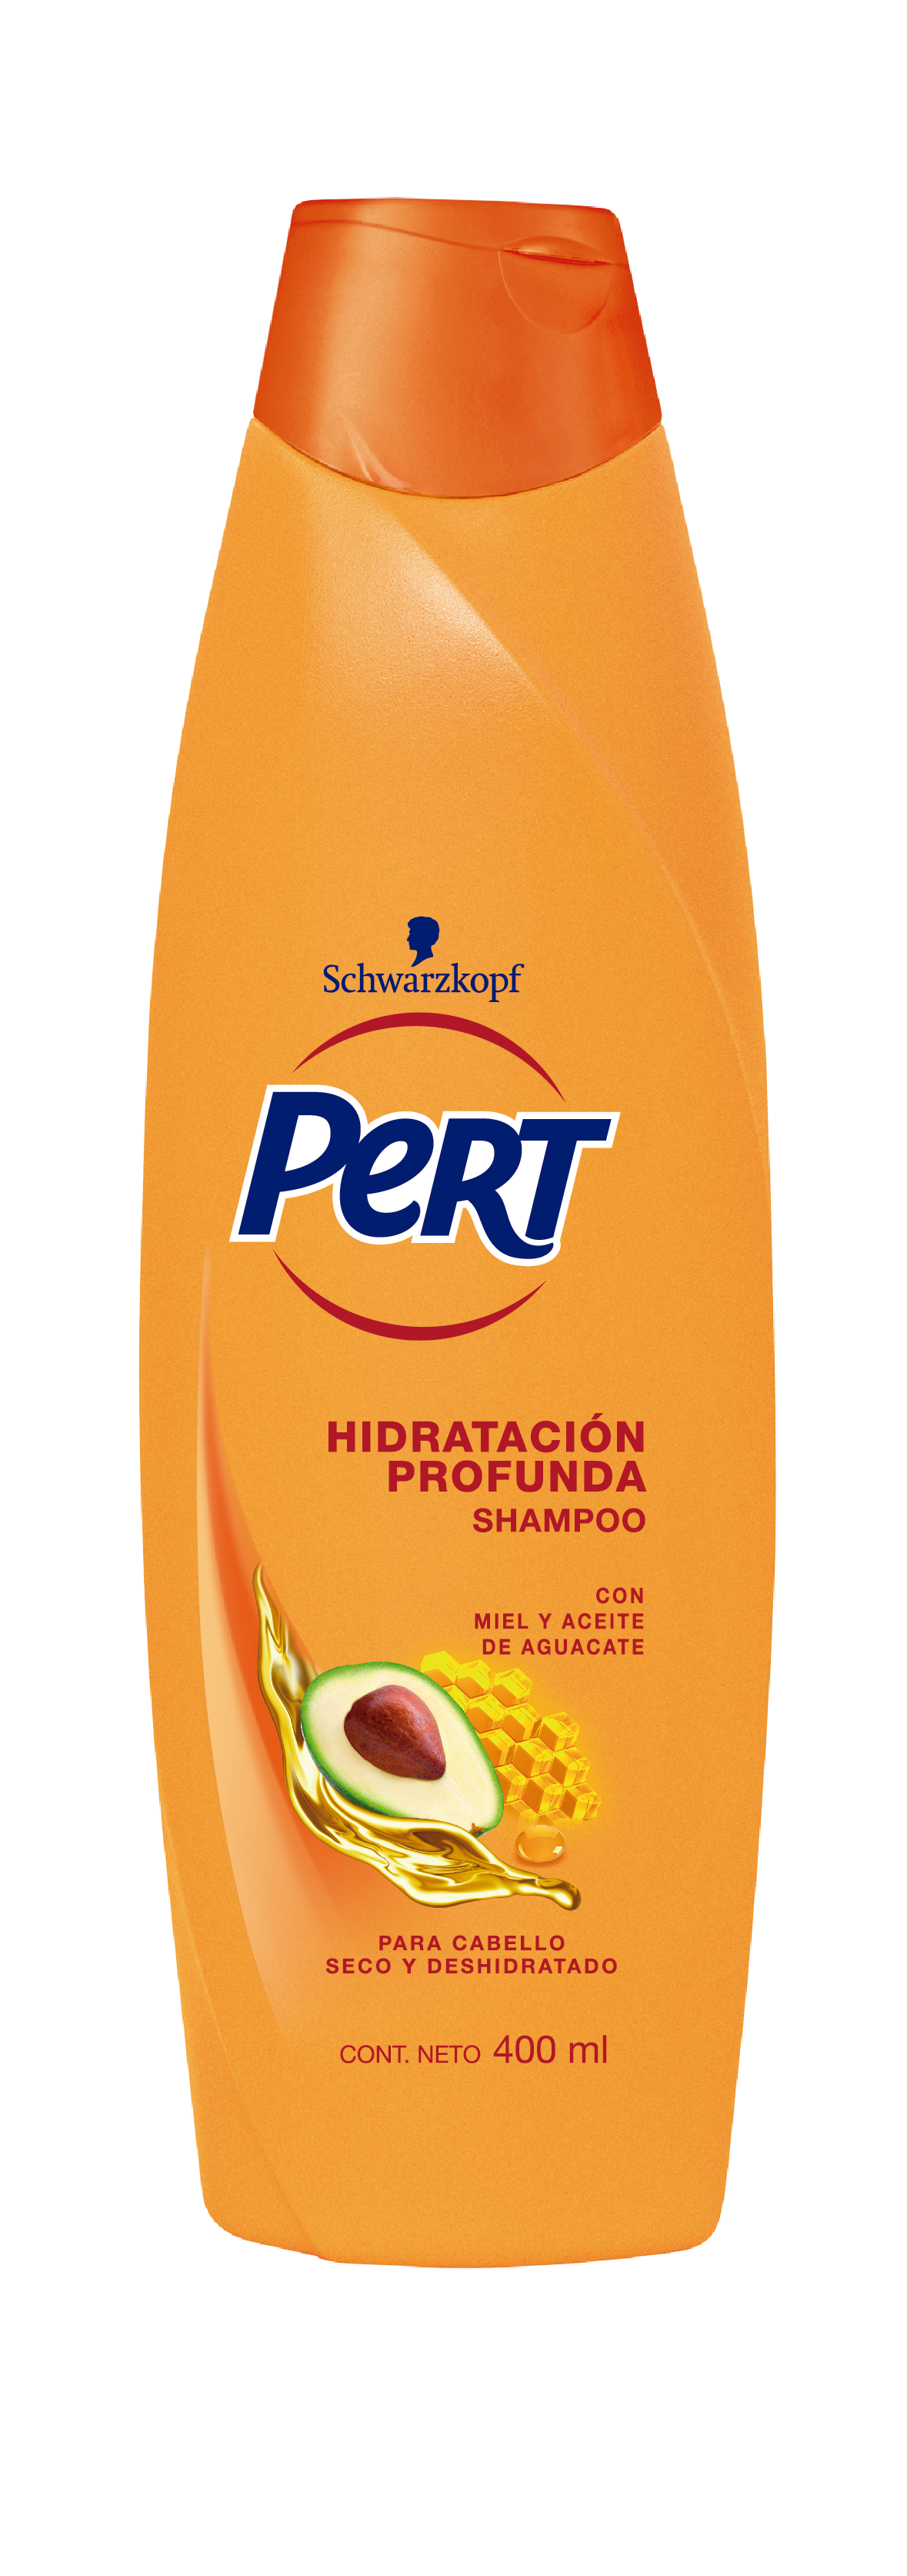 Schwarzkopf
PERT
HIDRATACIÓN
PROFUNDA
SHAMPOO
CON
MIEL Y ACEITE
DE AGUACATE
PARA CABELLO
SECO Y DESHIDRATADO
CONT. NETO 400 ml